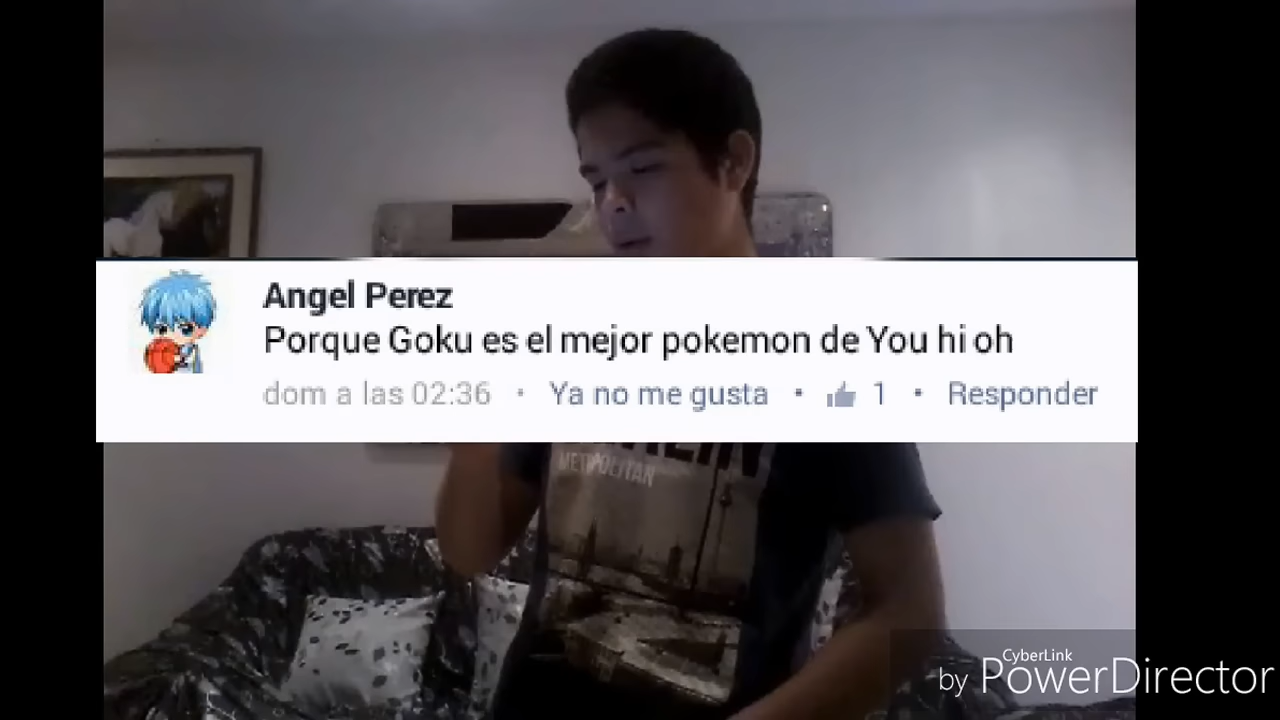 Angel Perez
Porque Goku es el mejor pokemon de You hi oh
dom a las 02:36 • Ya no me gusta • 1 • Responder
METROPOLITAN
CyberLink
by PowerDirector